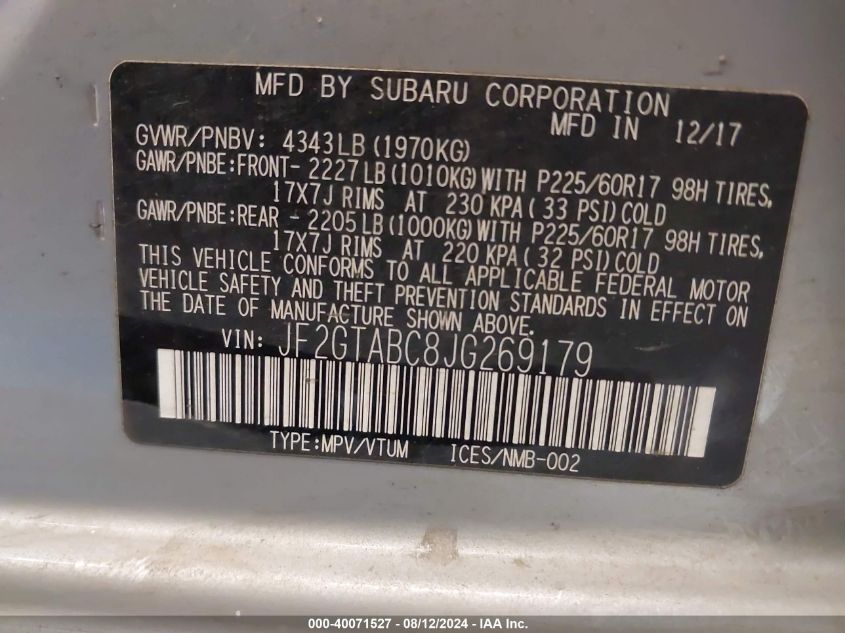 MFD BY SUBARU CORPORATION
MFD IN 12/17
GVWR/PNBV: 4343LB(1970KG)
GAWR/PNBE:FRONT- 2227LB(1010KG)WITH P225/60R17 98H TIRES,
17X7J RIMS AT 230 KPA(33 PSI)COLD
GAWR/PNBE:REAR - 2205LB(1000KG)WITH P225/60R17 98H TIRES,
17X7J RIMS AT 220 KPA(32 PSI)COLD
THIS VEHICLE CONFORMS TO ALL APPLICABLE FEDERAL MOTOR
VEHICLE SAFETY AND THEFT PREVENTION STANDARDS IN EFFECT ON
THE DATE OF MANUFACTURE SHOWN ABOVE.
VIN: JF2GTABC8JG269179
TYPE:MPV/VTUM ICES/NMB-002
000-40071527 - 08/12/2024 - IAA Inc.